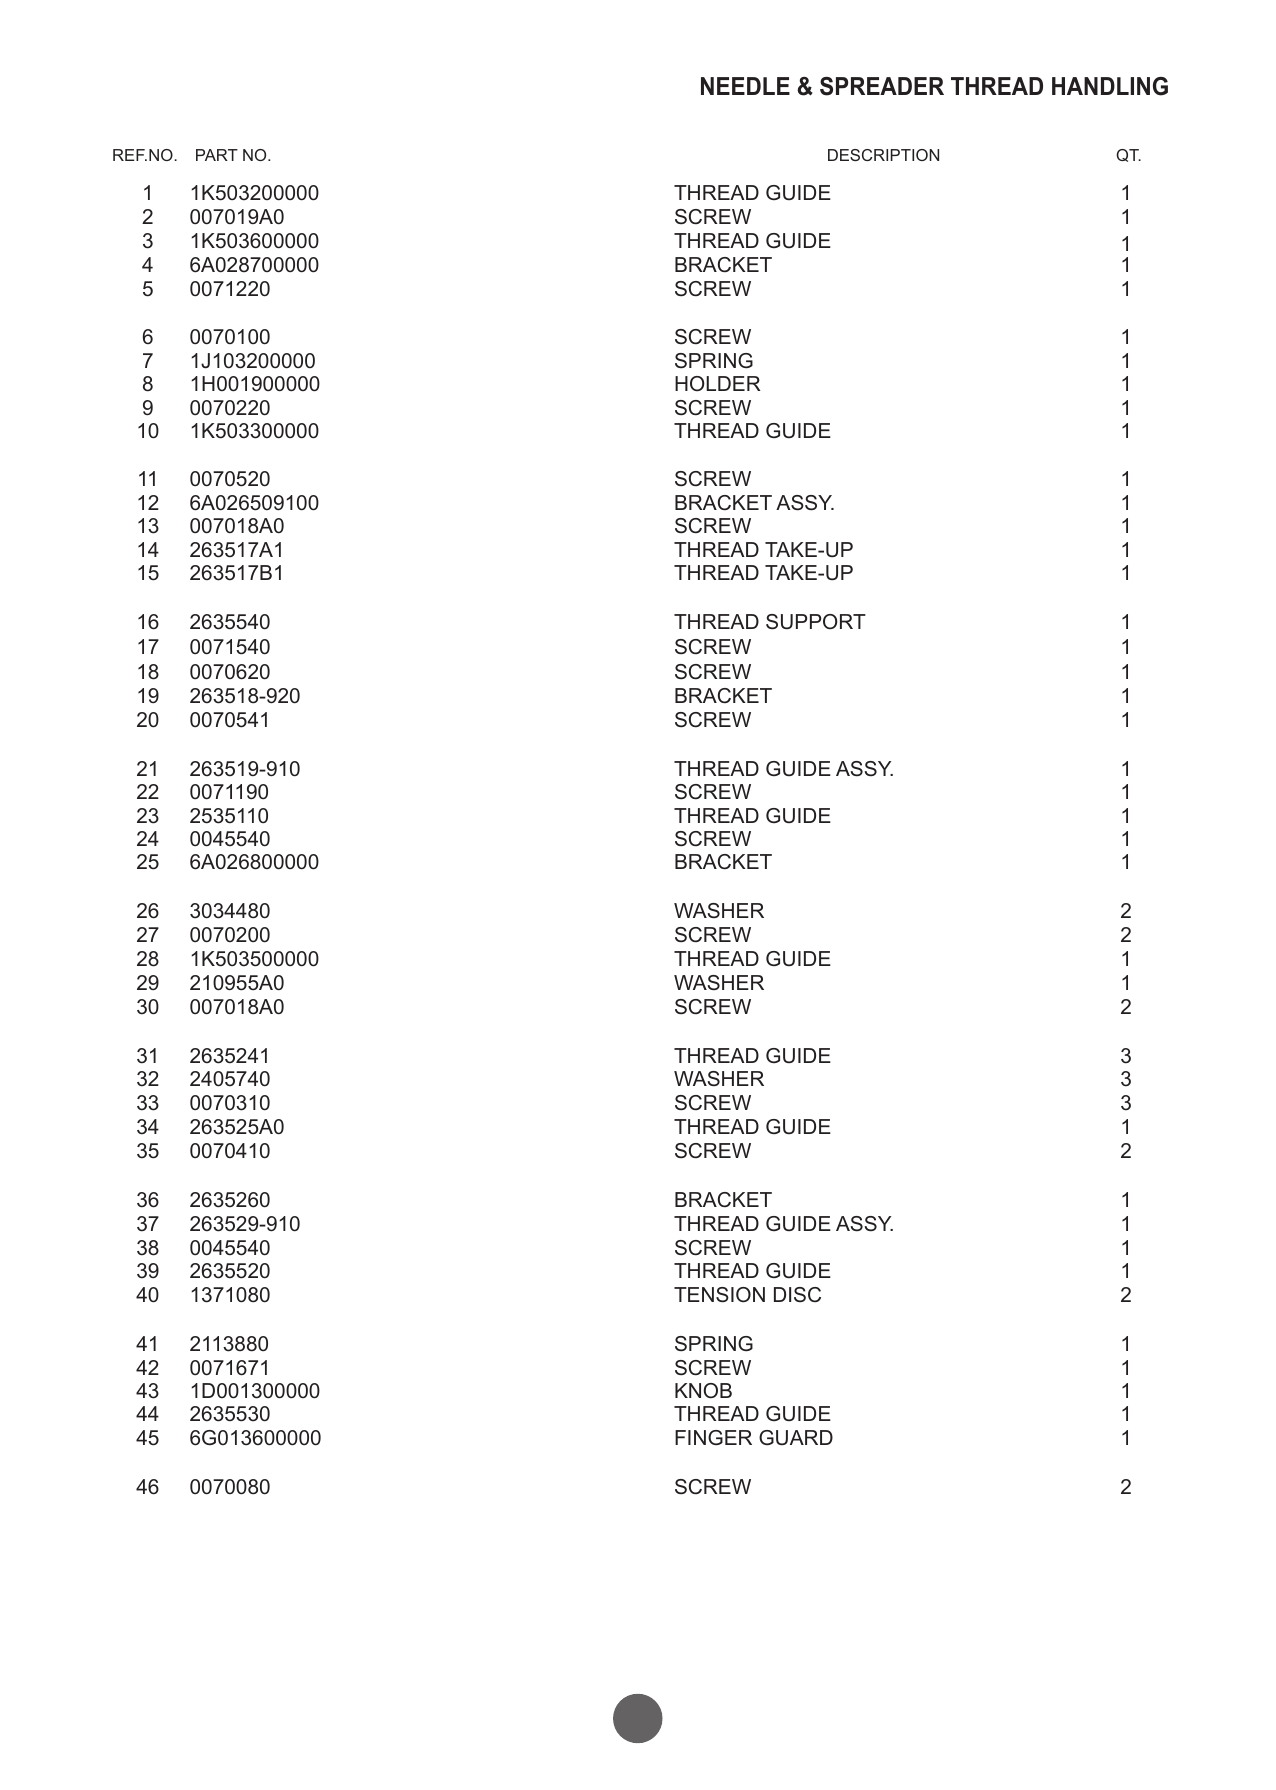 NEEDLE & SPREADER THREAD HANDLING
REF.NO. PART NO. DESCRIPTION QT.
1 1K503200000 THREAD GUIDE 1
2 007019A0 SCREW 1
3 1K503600000 THREAD GUIDE 1
4 6A028700000 BRACKET 1
5 0071220 SCREW 1
6 0070100 SCREW 1
7 1J103200000 SPRING 1
8 1H001900000 HOLDER 1
9 0070220 SCREW 1
10 1K503300000 THREAD GUIDE 1
11 0070520 SCREW 1
12 6A026509100 BRACKET ASSY. 1
13 007018A0 SCREW 1
14 263517A1 THREAD TAKE-UP 1
15 263517B1 THREAD TAKE-UP 1
16 2635540 THREAD SUPPORT 1
17 0071540 SCREW 1
18 0070620 SCREW 1
19 263518-920 BRACKET 1
20 0070541 SCREW 1
21 263519-910 THREAD GUIDE ASSY. 1
22 0071190 SCREW 1
23 2535110 THREAD GUIDE 1
24 0045540 SCREW 1
25 6A026800000 BRACKET 1
26 3034480 WASHER 2
27 0070200 SCREW 2
28 1K503500000 THREAD GUIDE 1
29 210955A0 WASHER 1
30 007018A0 SCREW 2
31 2635241 THREAD GUIDE 3
32 2405740 WASHER 3
33 0070310 SCREW 3
34 263525A0 THREAD GUIDE 1
35 0070410 SCREW 2
36 2635260 BRACKET 1
37 263529-910 THREAD GUIDE ASSY. 1
38 0045540 SCREW 1
39 2635520 THREAD GUIDE 1
40 1371080 TENSION DISC 2
41 2113880 SPRING 1
42 0071671 SCREW 1
43 1D001300000 KNOB 1
44 2635530 THREAD GUIDE 1
45 6G013600000 FINGER GUARD 1
46 0070080 SCREW 2